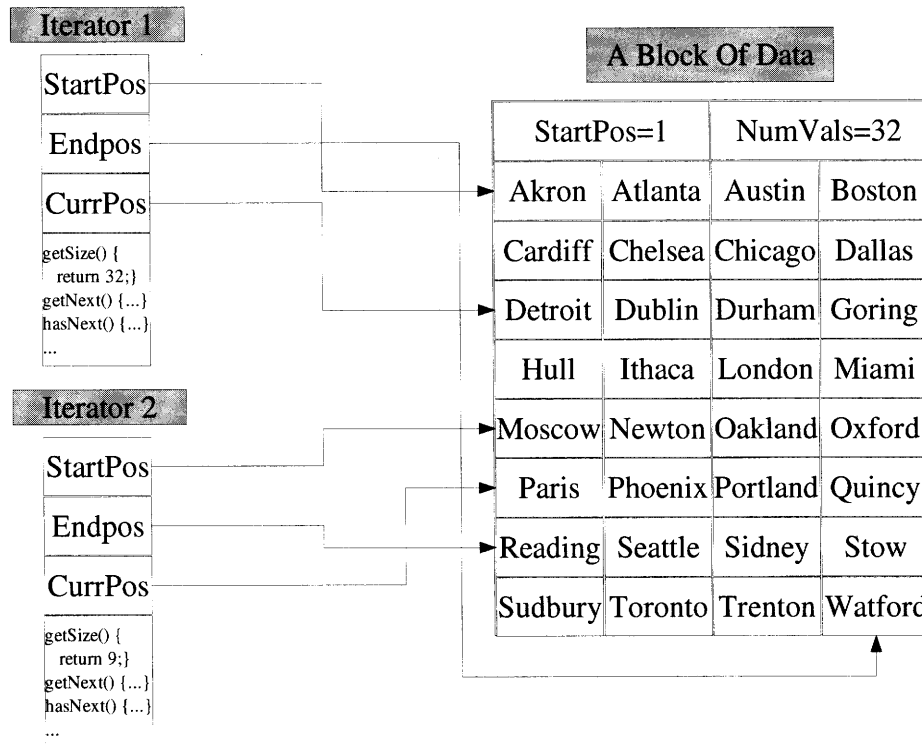 Iterator 1
StartPos
Endpos
CurrPos
getSize() {
return 32;}
getNext() {...}
hasNext() {...}
...
Iterator 2
StartPos
Endpos
CurrPos
getSize() {
return 9;}
getNext() {...}
hasNext() {...}
...
A Block Of Data
StartPos=1 NumVals=32
Akron Atlanta Austin Boston
Cardiff Chelsea Chicago Dallas
Detroit Dublin Durham Goring
Hull Ithaca London Miami
Moscow Newton Oakland Oxford
Paris Phoenix Portland Quincy
Reading Seattle Sidney Stow
Sudbury Toronto Trenton Watford